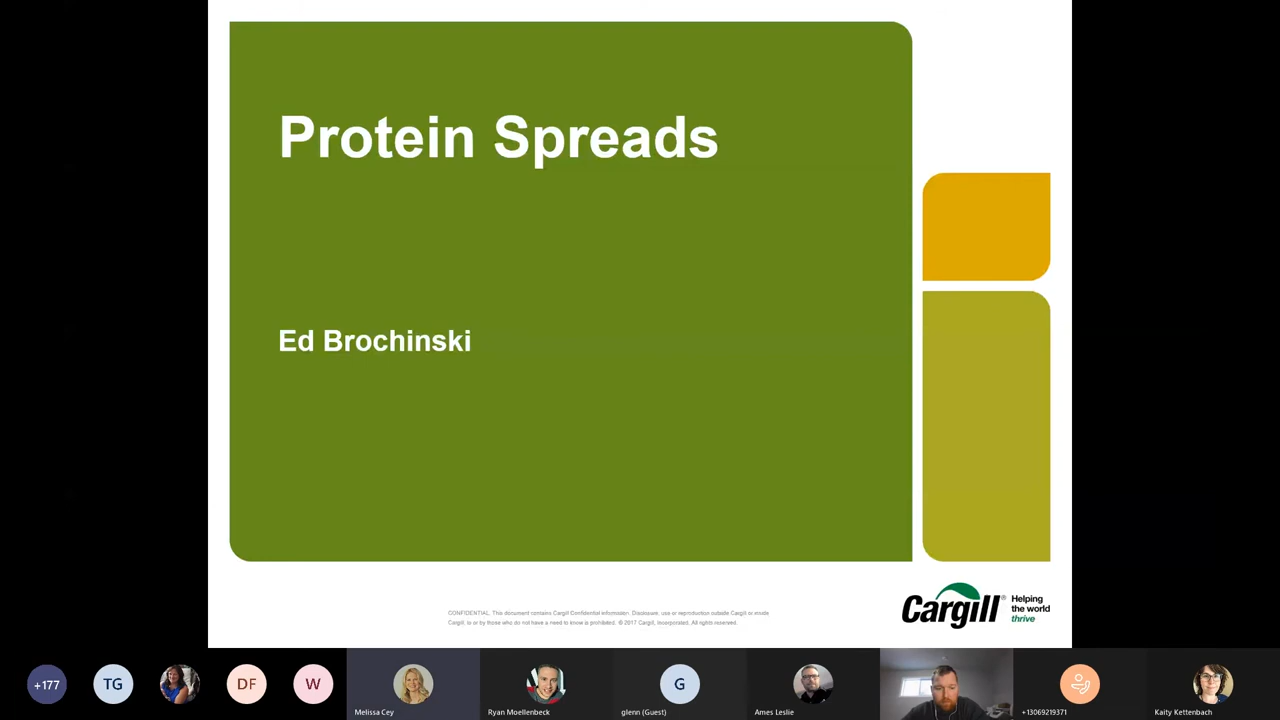 Protein Spreads
Ed Brochinski
CONFIDENTIAL. This document contains Cargill Confidential information. Disclosure, use or reproduction outside Cargill or inside
Cargill, to or by those who do not have a need to know is prohibited. © 2017 Cargill, Incorporated. All rights reserved.
Cargill®
Helping
the world
thrive
+177
TG
DF
W
G
Melissa Cey
Ryan Moellenbeck
glenn (Guest)
Ames Leslie
+13069219371
Kaity Kettenbach